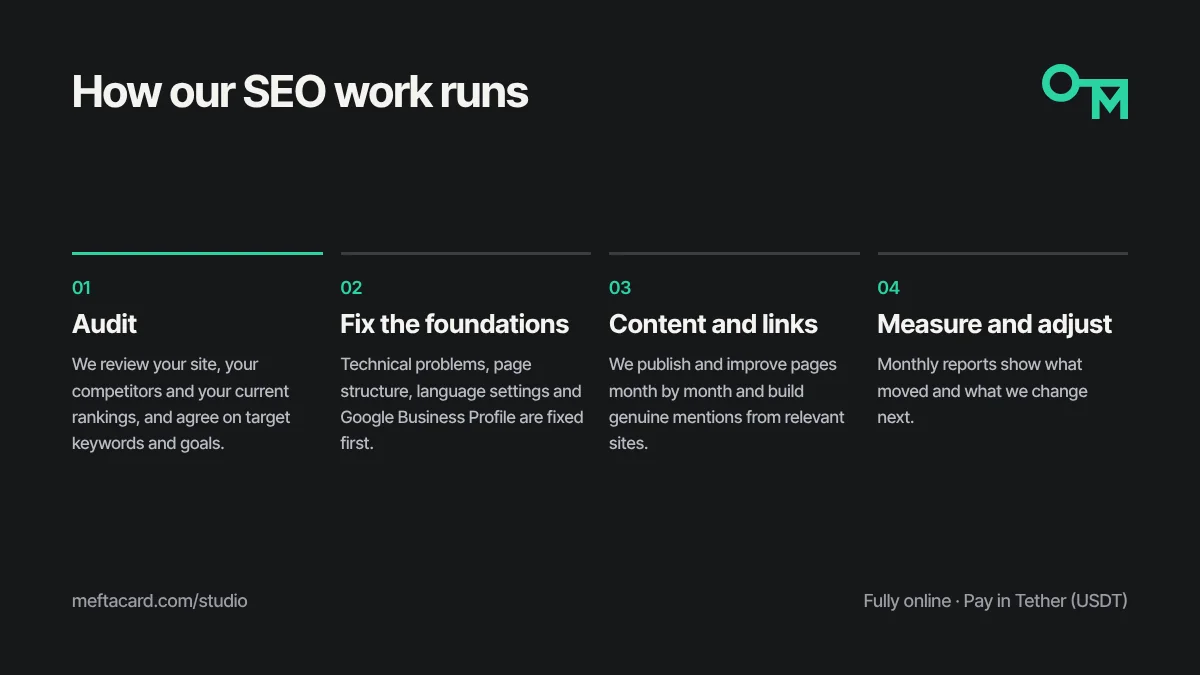 How our SEO work runs
01
Audit
We review your site, your
competitors and your current
rankings, and agree on target
keywords and goals.
02
Fix the foundations
Technical problems, page
structure, language settings and
Google Business Profile are fixed
first.
03
Content and links
We publish and improve pages
month by month and build
genuine mentions from relevant
sites.
04
Measure and adjust
Monthly reports show what
moved and what we change
next.
meftacard.com/studio
Fully online · Pay in Tether (USDT)